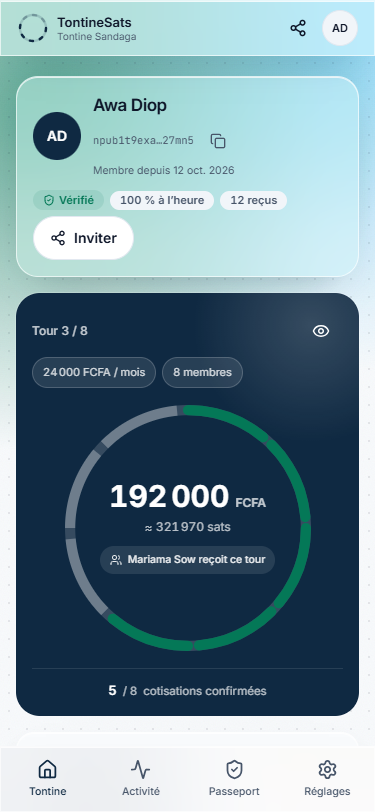 TontineSats
Tontine Sandaga
AD
AD
Awa Diop
npub1t9exa…27mn5
Membre depuis 12 oct. 2026
Vérifié
100 % à l’heure
12 reçus
Inviter
Tour 3 / 8
24 000 FCFA / mois
8 membres
192 000 FCFA
≈ 321 970 sats
Mariama Sow reçoit ce tour
5 / 8 cotisations confirmées
Tontine
Activité
Passeport
Réglages